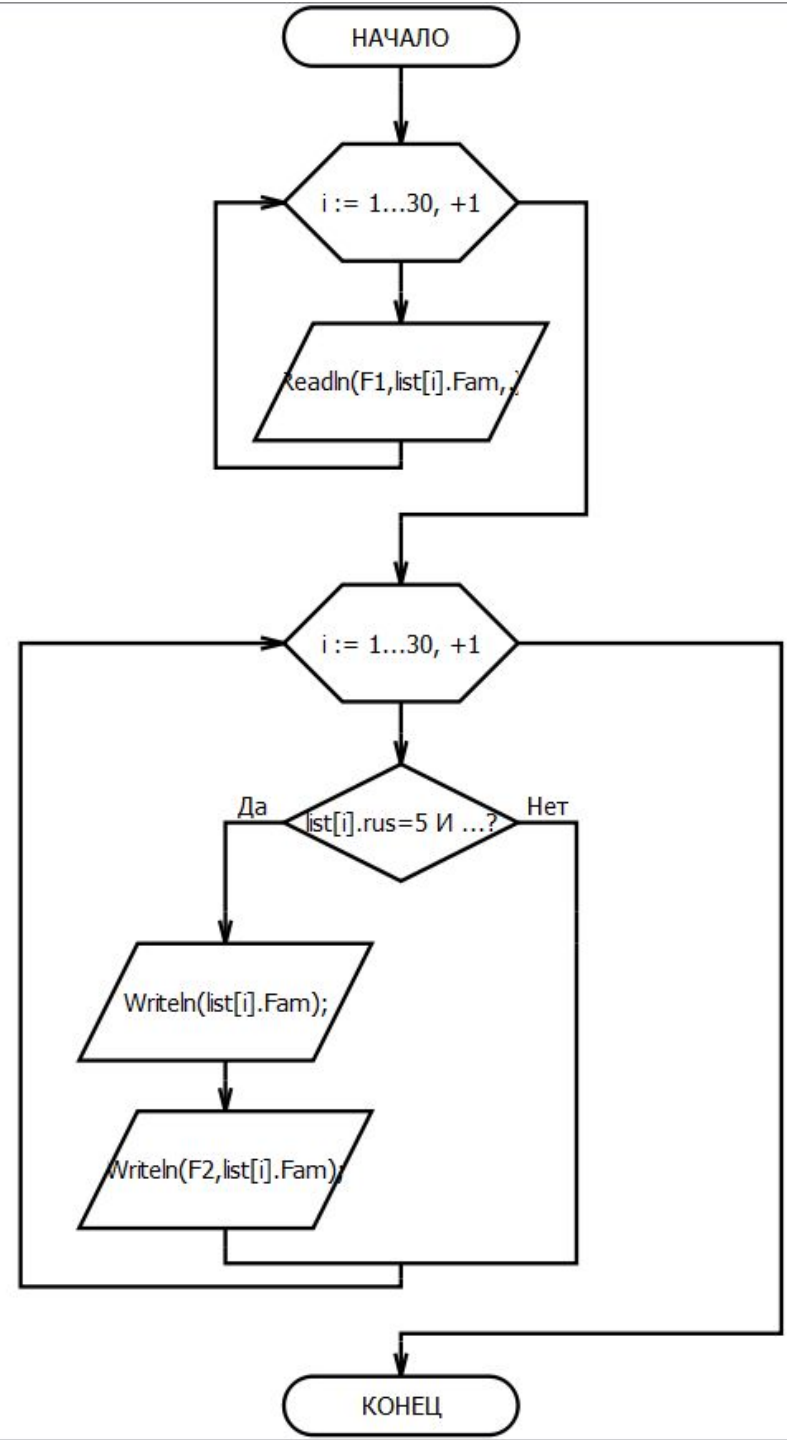 НАЧАЛО
i := 1...30, +1
Readln(F1,list[i].Fam,.)
i := 1...30, +1
Да
list[i].rus=5 И ...?
Нет
Writeln(list[i].Fam);
Writeln(F2,list[i].Fam);
КОНЕЦ